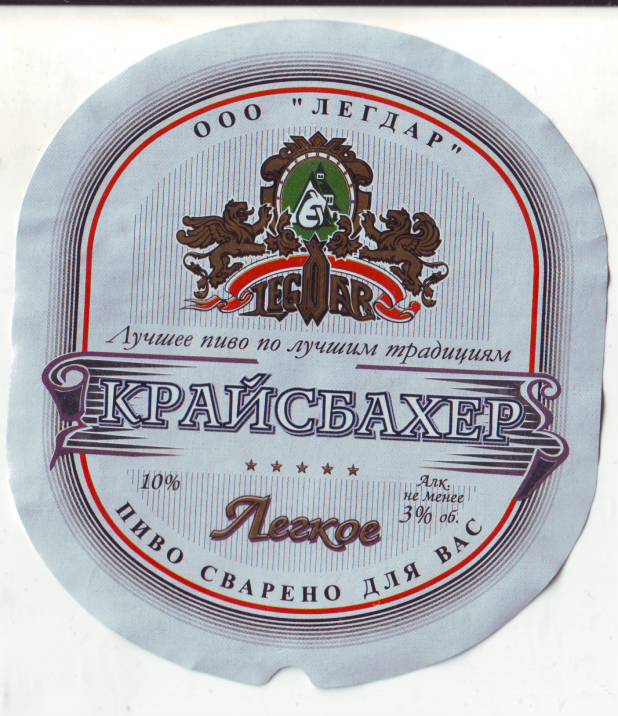 ООО "ЛЕГДАР"
LEGDAR
Лучшее пиво по лучшим традициям
КРАЙСБАХЕР
10%
Алк.
не менее
3% об.
Легкое
ПИВО СВАРЕНО ДЛЯ ВАС